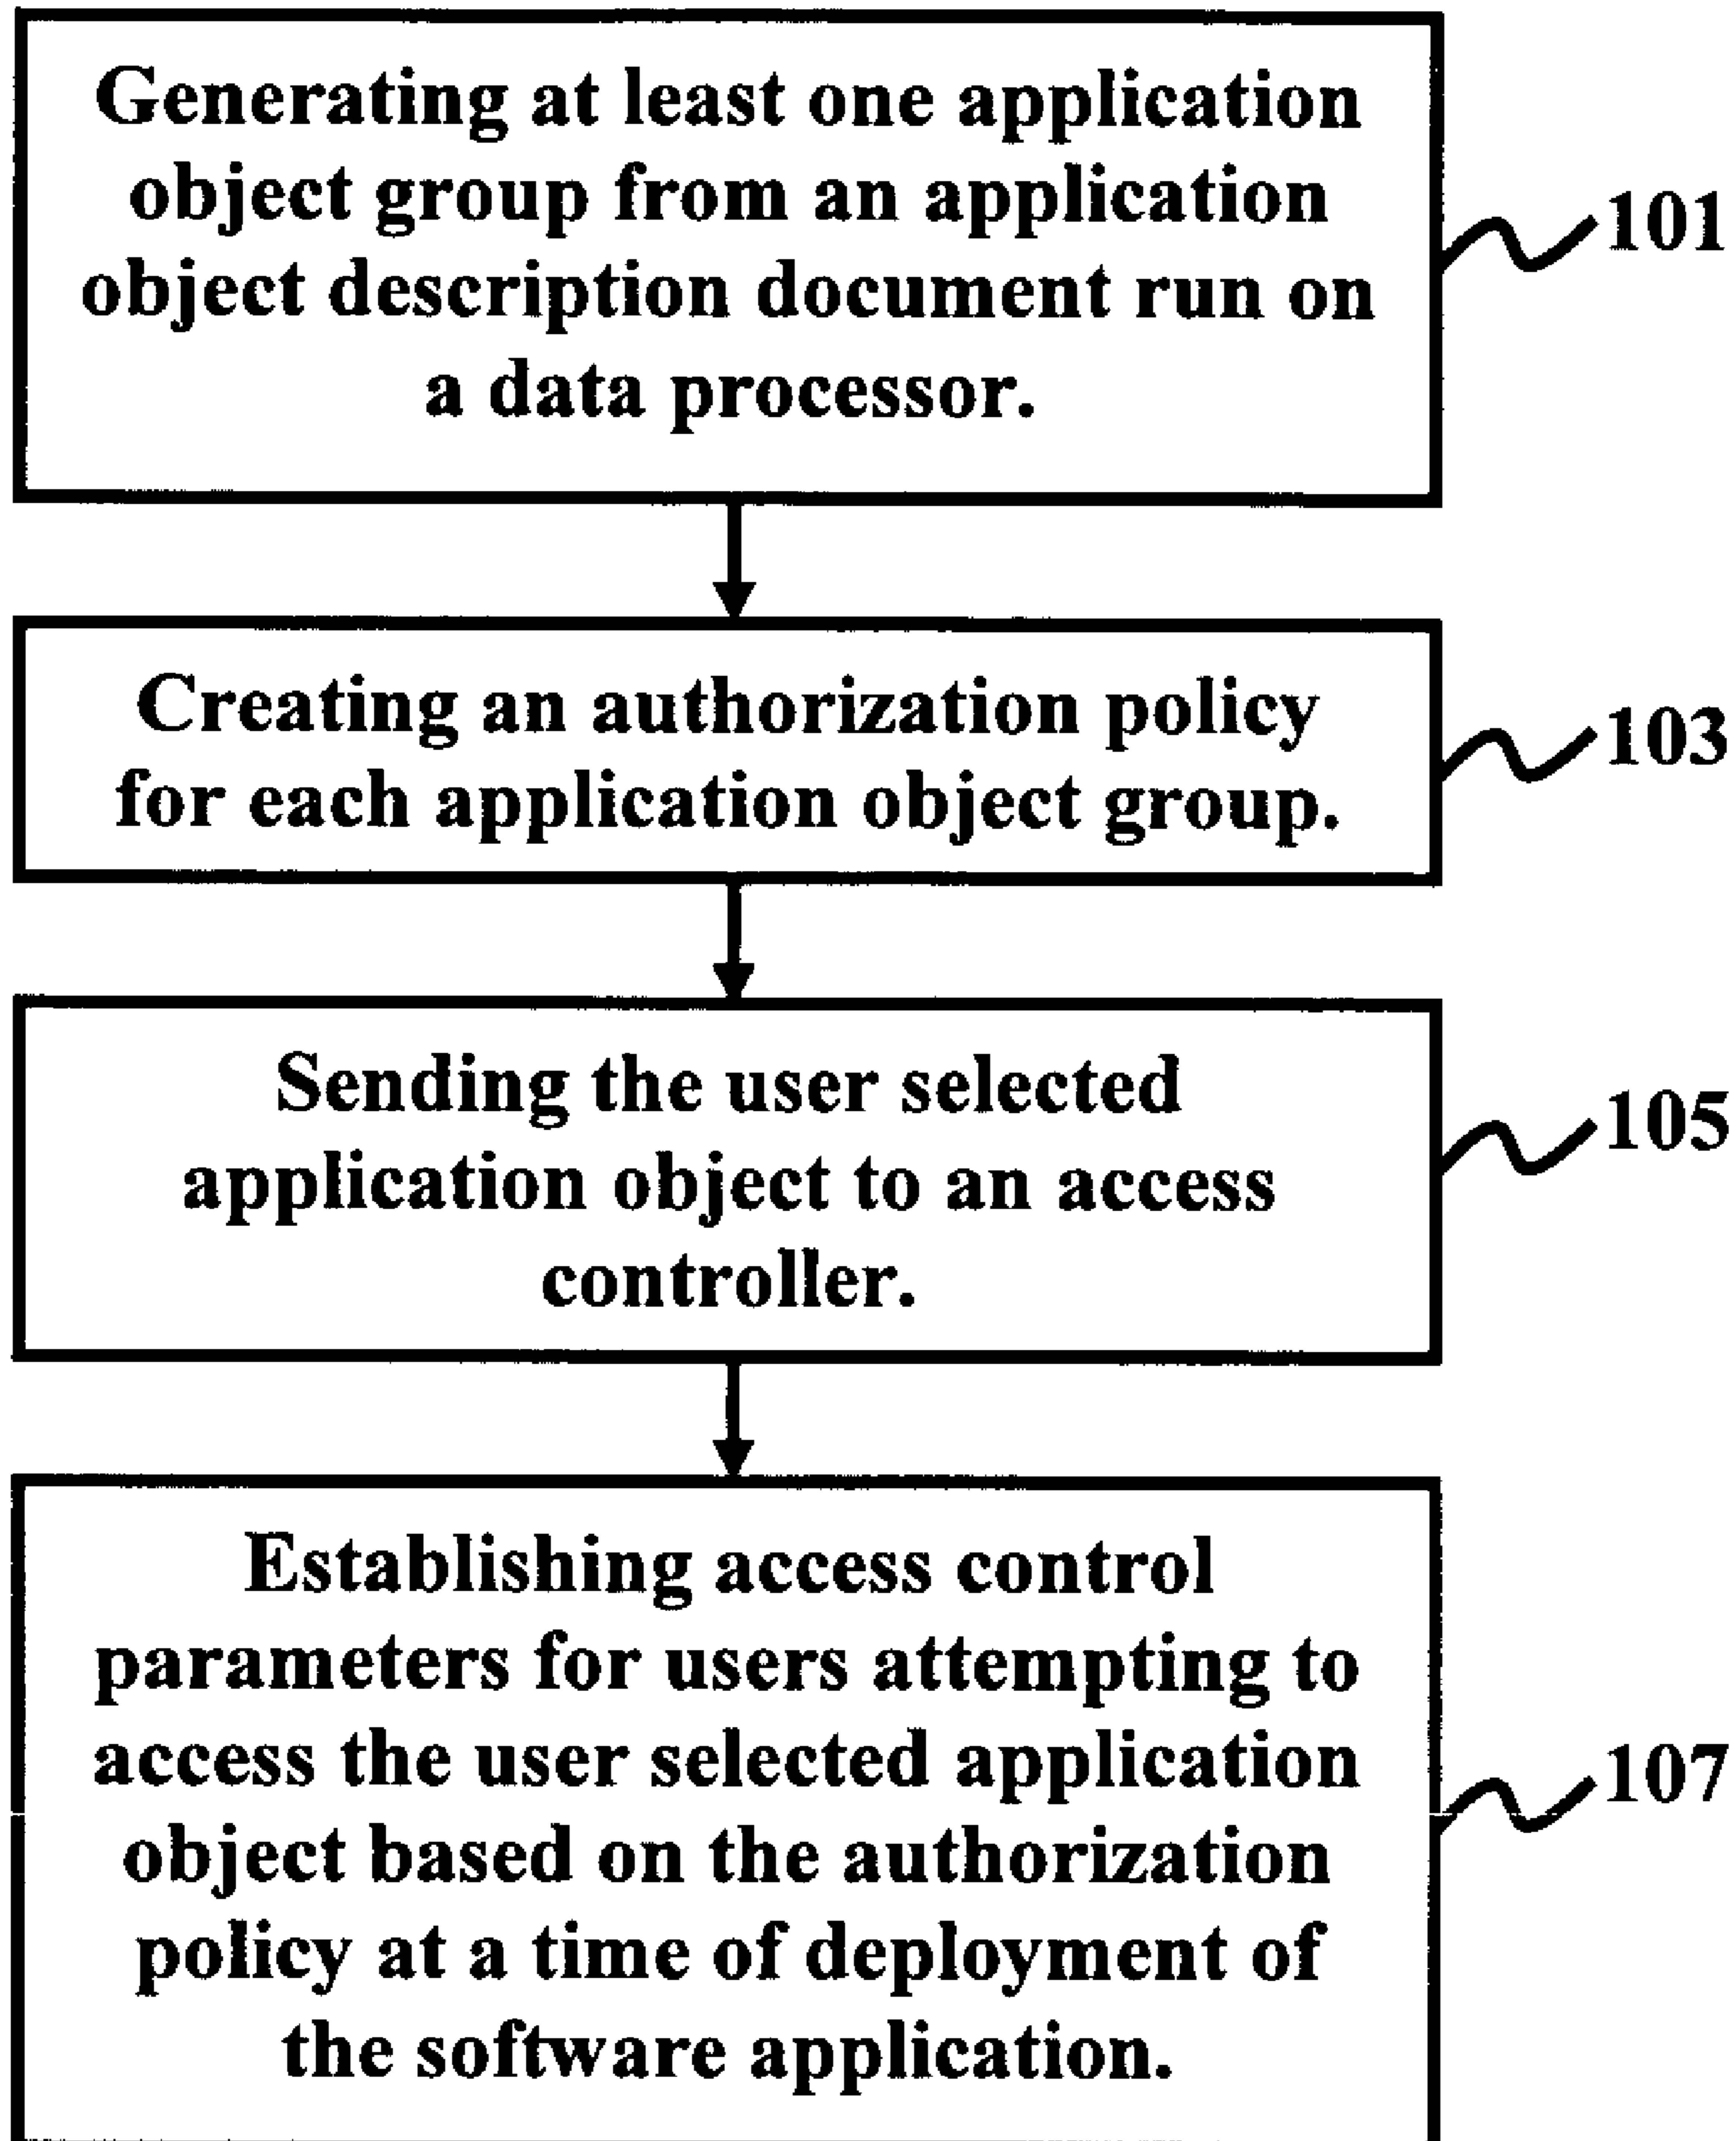 Generating at least one application
object group from an application
object description document run on
a data processor.
101
Creating an authorization policy
for each application object group.
103
Sending the user selected
application object to an access
controller.
105
Establishing access control
parameters for users attempting to
access the user selected application
object based on the authorization
policy at a time of deployment of
the software application.
107